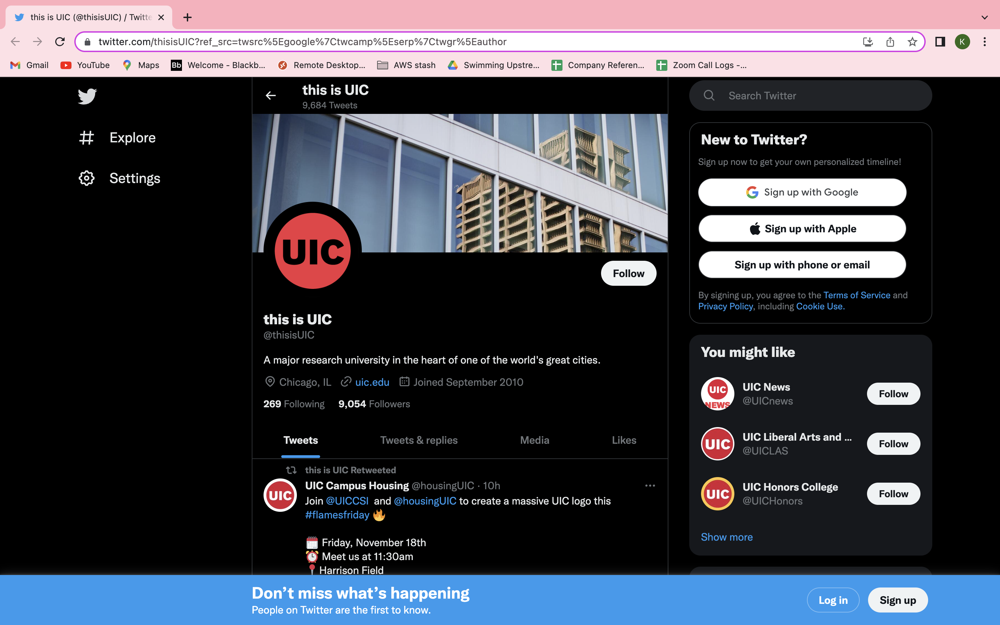 this is UIC (@thisisUIC) / Twitte
twitter.com/thisisUIC?ref_src=twsrc%5Egoogle%7Ctwcamp%5Eserp%7Ctwgr%5Eauthor
K
Gmail
YouTube
Maps
Bb Welcome - Blackb...
Remote Desktop...
AWS stash
Swimming Upstre...
Company Referen...
Zoom Call Logs -...
Explore
Settings
this is UIC
9,684 Tweets
UIC
Follow
this is UIC
@thisisUIC
A major research university in the heart of one of the world's great cities.
Chicago, IL uic.edu Joined September 2010
269 Following 9,054 Followers
Tweets Tweets & replies Media Likes
this is UIC Retweeted
UIC
UIC Campus Housing @housingUIC · 10h
Join @UICCSI and @housingUIC to create a massive UIC logo this
#flamesfriday 🔥
🗓 Friday, November 18th
⏰ Meet us at 11:30am
📍 Harrison Field
Search Twitter
New to Twitter?
Sign up now to get your own personalized timeline!
Sign up with Google
Sign up with Apple
Sign up with phone or email
By signing up, you agree to the Terms of Service and
Privacy Policy, including Cookie Use.
You might like
UIC
NEWS
UIC News
@UICnews
Follow
UIC
UIC Liberal Arts and ...
@UICLAS
Follow
UIC
UIC Honors College
@UICHonors
Follow
Show more
Don’t miss what’s happening
People on Twitter are the first to know.
Log in
Sign up